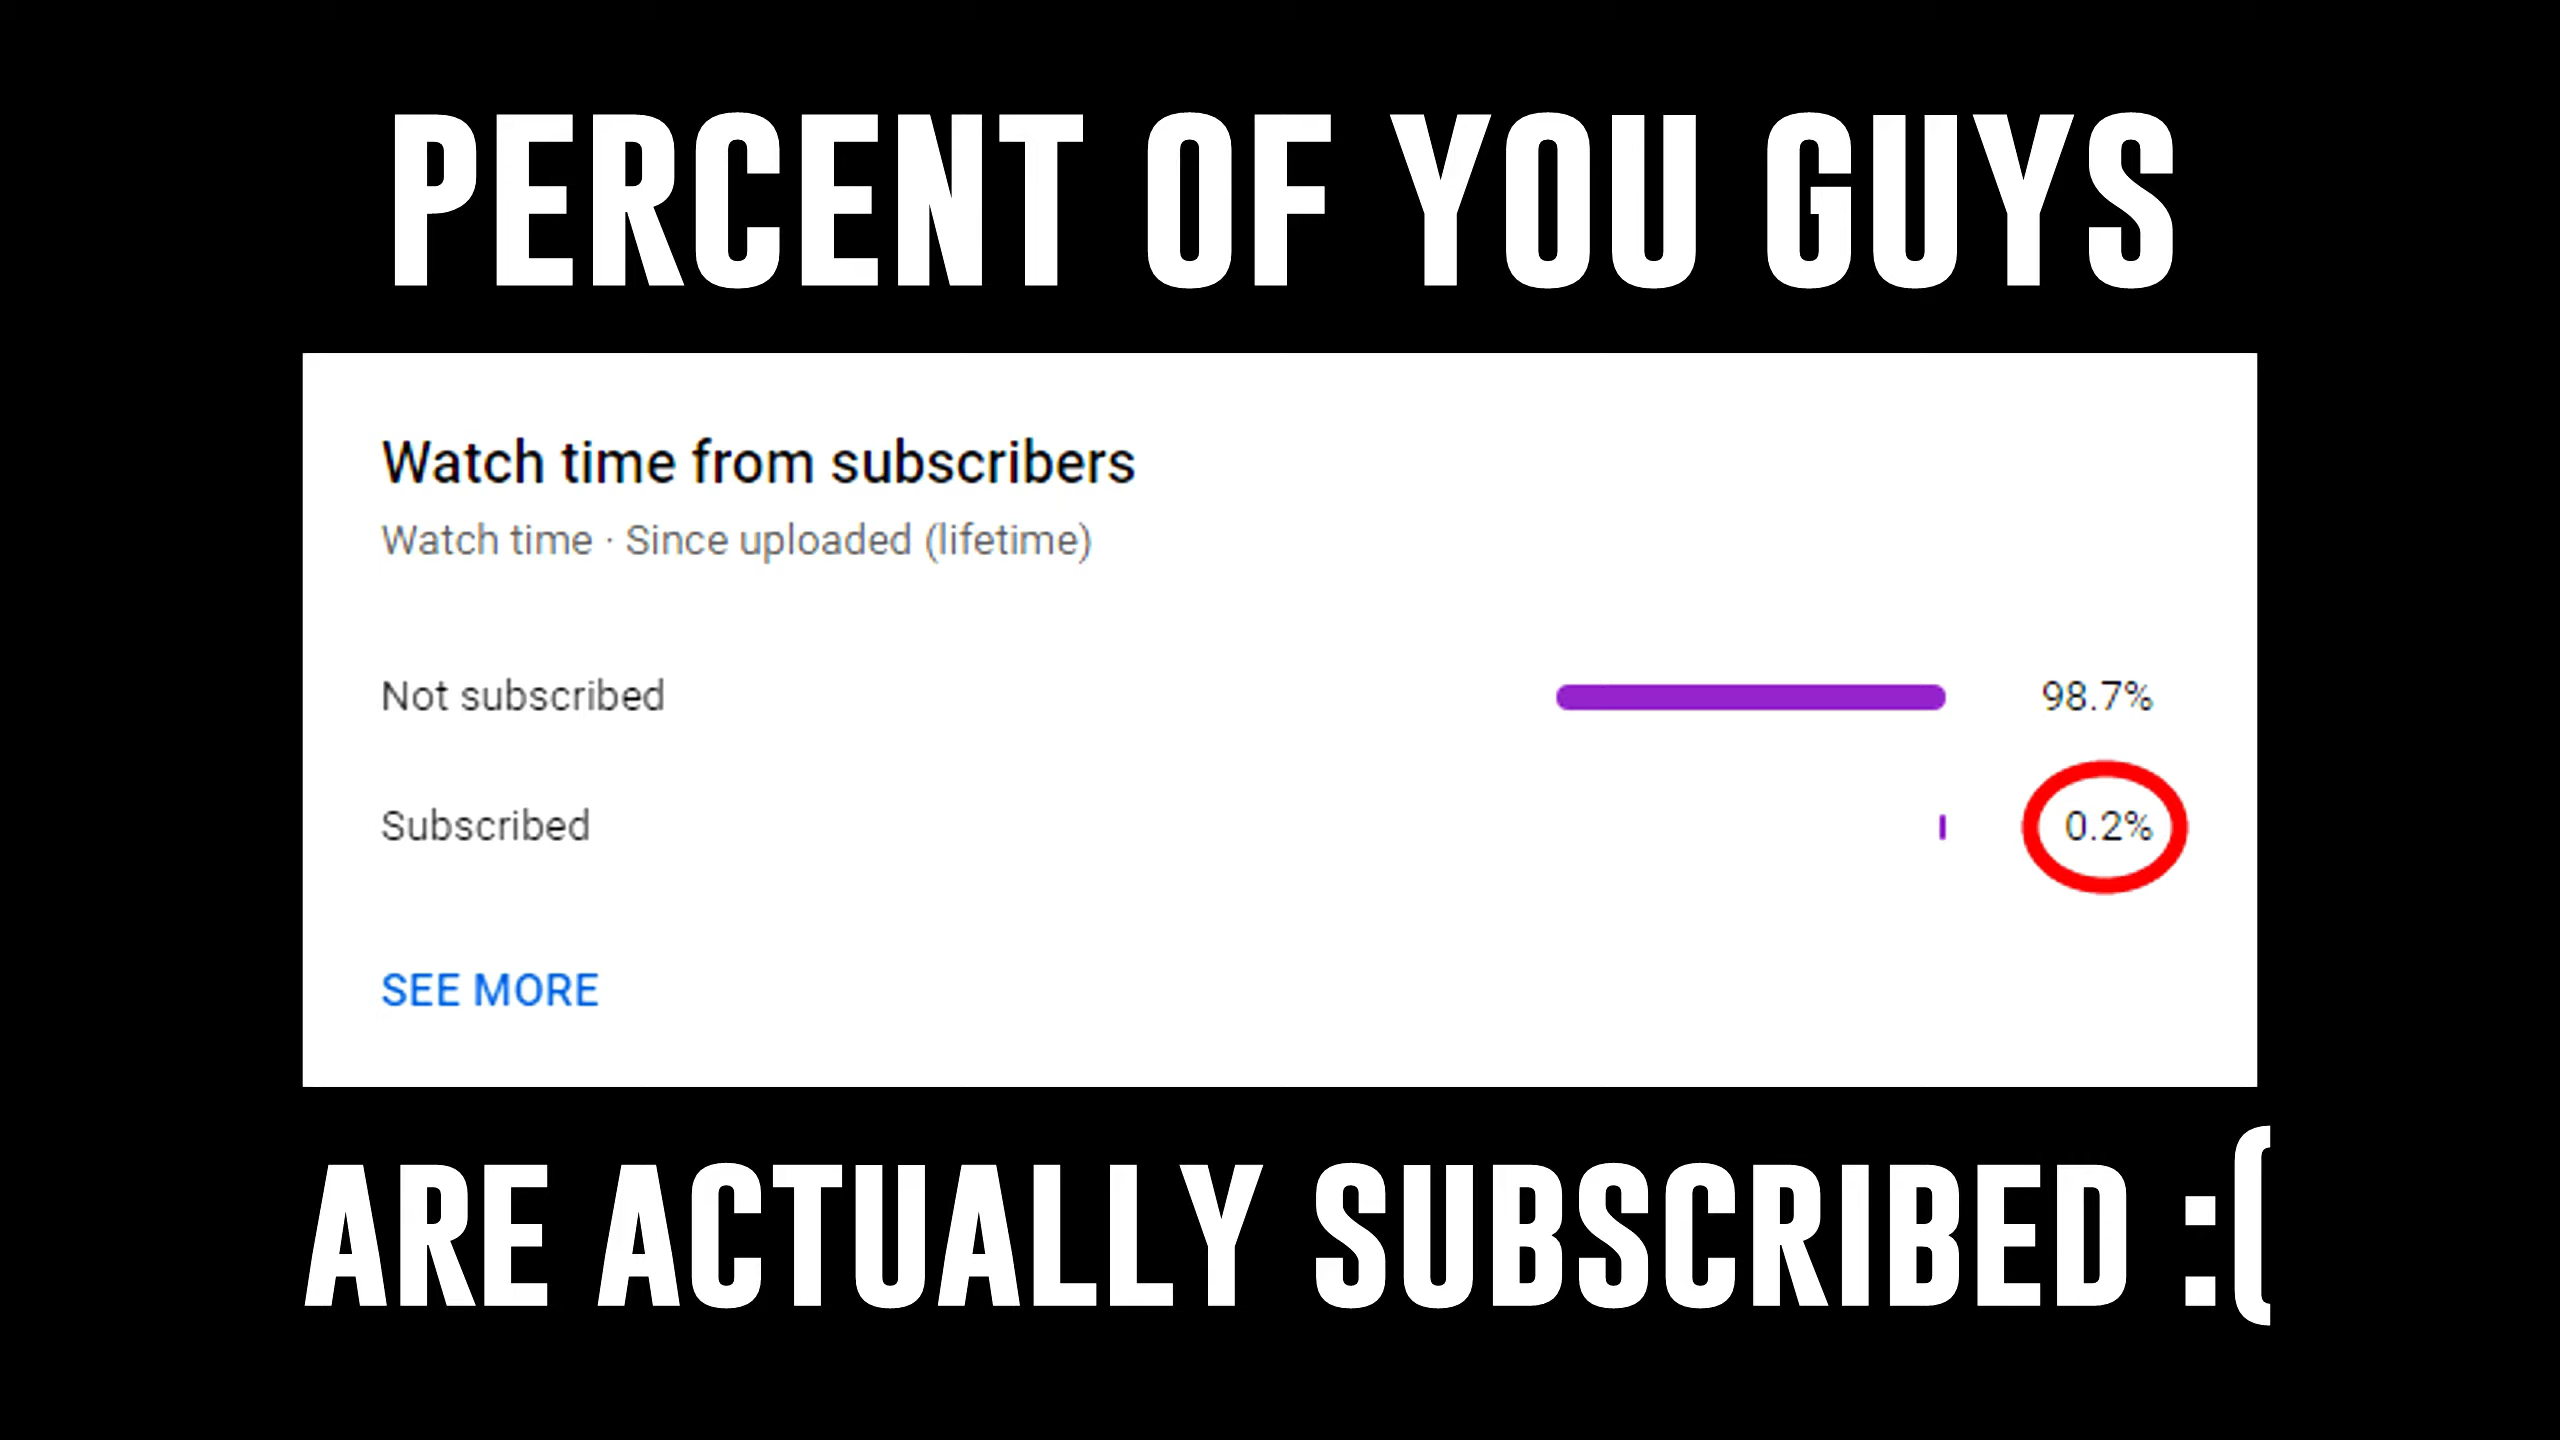 PERCENT OF YOU GUYS
Watch time from subscribers
Watch time · Since uploaded (lifetime)
Not subscribed 98.7%
Subscribed 0.2%
SEE MORE
ARE ACTUALLY SUBSCRIBED :(